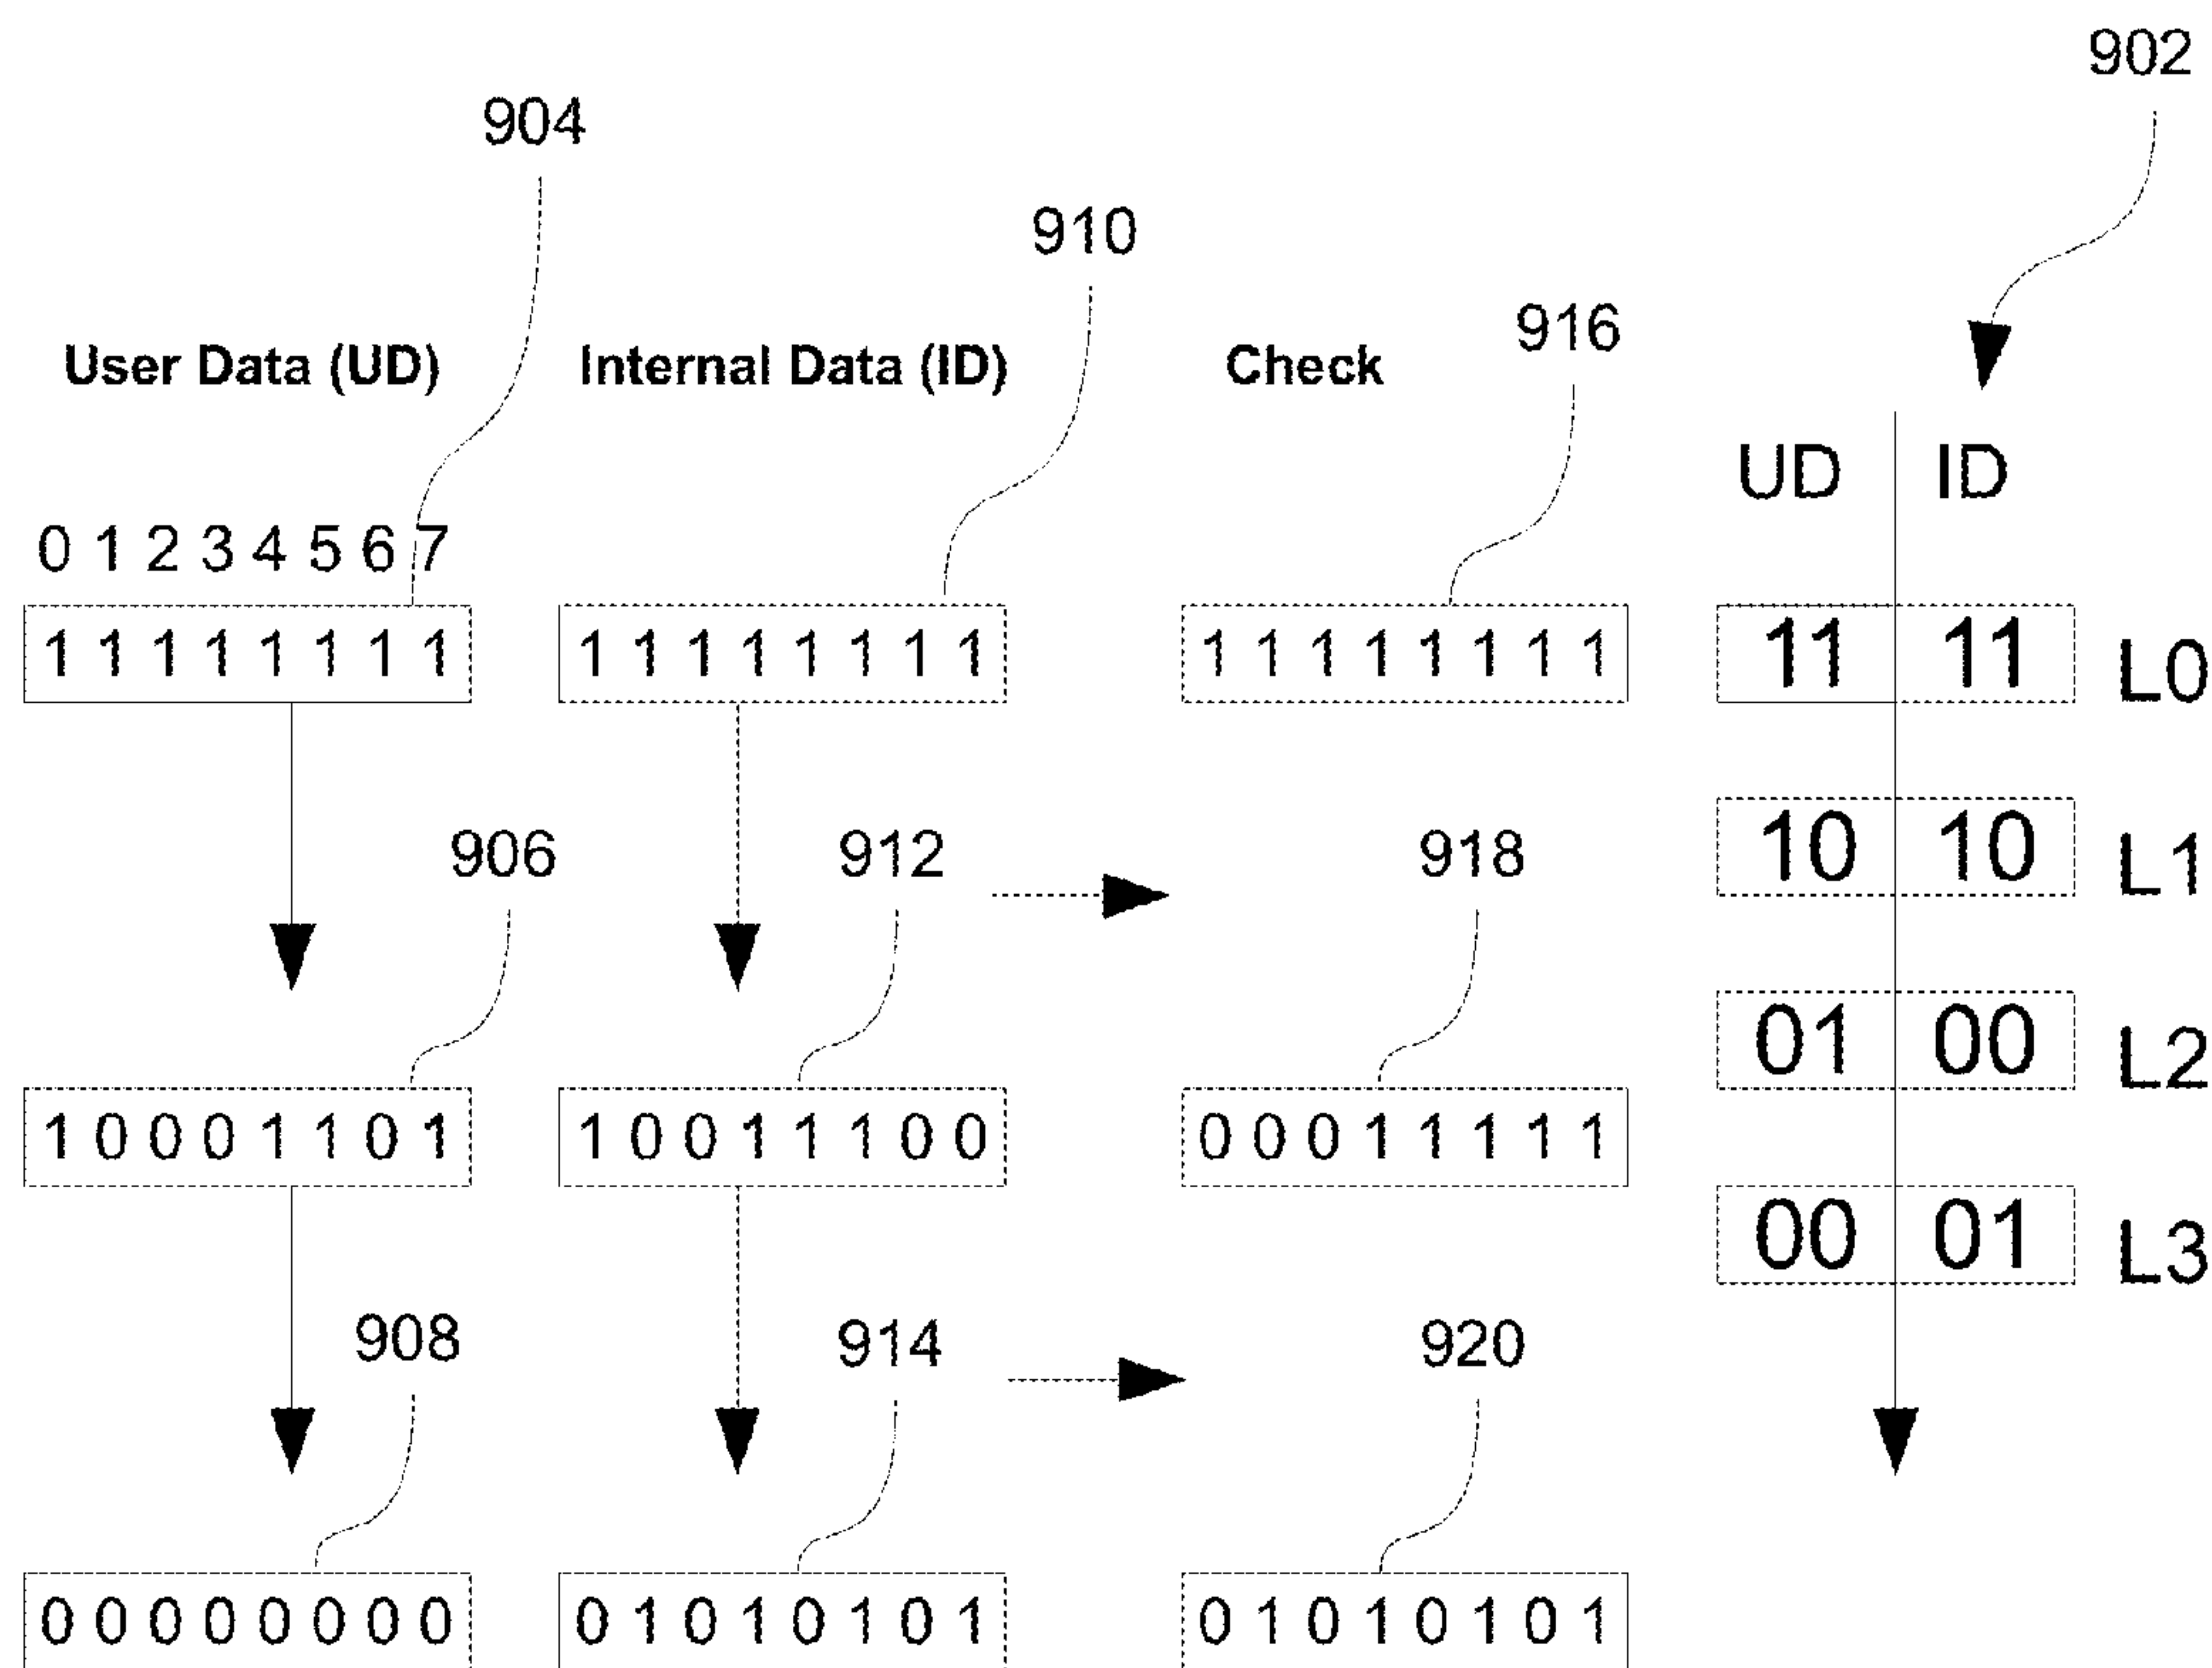 902
904
910
916
User Data (UD) Internal Data (ID) Check
UD ID
0 1 2 3 4 5 6 7
1 1 1 1 1 1 1 1 1 1 1 1 1 1 1 1 1 1 1 1 1 1 1 1 11 11 L0
906 912 918 10 10 L1
01 00 L2
1 0 0 0 1 1 0 1 1 0 0 1 1 1 0 0 0 0 0 1 1 1 1 1
00 01 L3
908 914 920
0 0 0 0 0 0 0 0 0 1 0 1 0 1 0 1 0 1 0 1 0 1 0 1